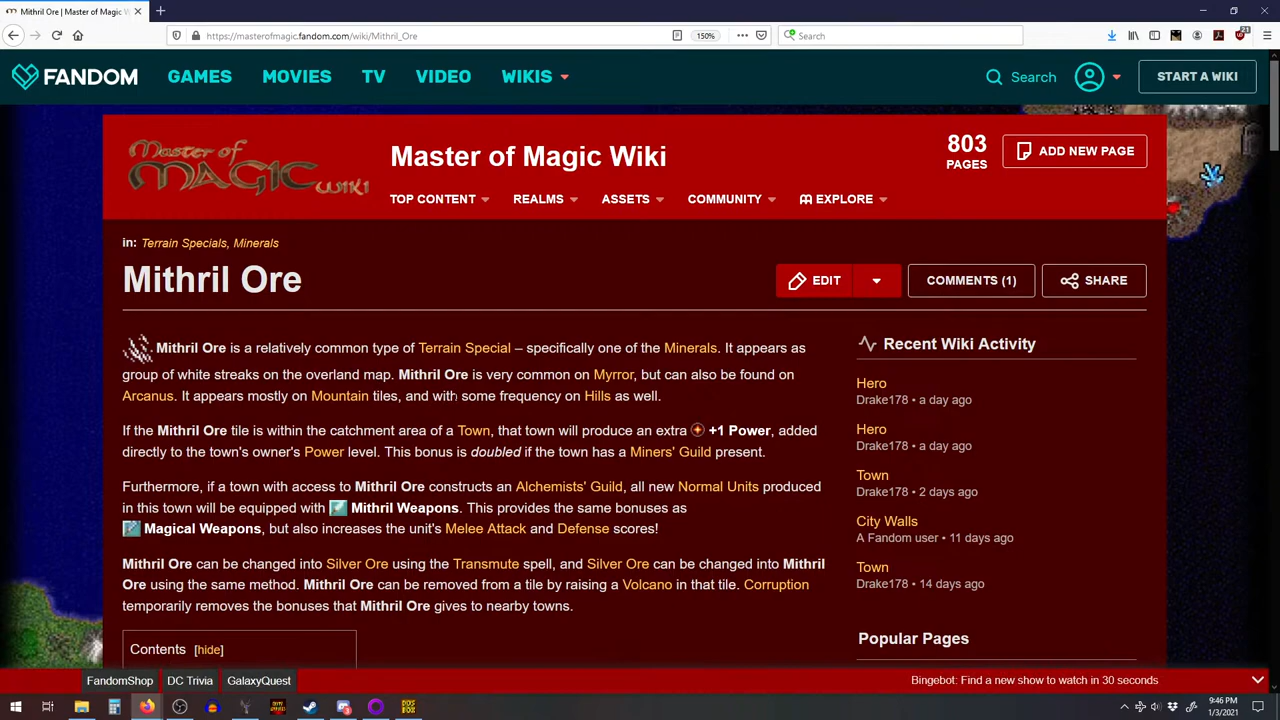 Mithril Ore | Master of Magic W
https://masterofmagic.fandom.com/wiki/Mithril_Ore
150%
Search
21
FANDOM
GAMES
MOVIES
TV
VIDEO
WIKIS
Search
START A WIKI
Master of MAGIC WIKI
Master of Magic Wiki
803 PAGES
ADD NEW PAGE
TOP CONTENT
REALMS
ASSETS
COMMUNITY
EXPLORE
in: Terrain Specials, Minerals
Mithril Ore
EDIT
COMMENTS (1)
SHARE
Mithril Ore is a relatively common type of Terrain Special – specifically one of the Minerals. It appears as
group of white streaks on the overland map. Mithril Ore is very common on Myrror, but can also be found on
Arcanus. It appears mostly on Mountain tiles, and with some frequency on Hills as well.
If the Mithril Ore tile is within the catchment area of a Town, that town will produce an extra +1 Power, added
directly to the town's owner's Power level. This bonus is doubled if the town has a Miners' Guild present.
Furthermore, if a town with access to Mithril Ore constructs an Alchemists' Guild, all new Normal Units produced
in this town will be equipped with Mithril Weapons. This provides the same bonuses as
Magical Weapons, but also increases the unit's Melee Attack and Defense scores!
Mithril Ore can be changed into Silver Ore using the Transmute spell, and Silver Ore can be changed into Mithril
Ore using the same method. Mithril Ore can be removed from a tile by raising a Volcano in that tile. Corruption
temporarily removes the bonuses that Mithril Ore gives to nearby towns.
Contents [hide]
Recent Wiki Activity
Hero
Drake178 • a day ago
Hero
Drake178 • a day ago
Town
Drake178 • 2 days ago
City Walls
A Fandom user • 11 days ago
Town
Drake178 • 14 days ago
Popular Pages
FandomShop
DC Trivia
GalaxyQuest
Bingebot: Find a new show to watch in 30 seconds
9:46 PM
1/3/2021